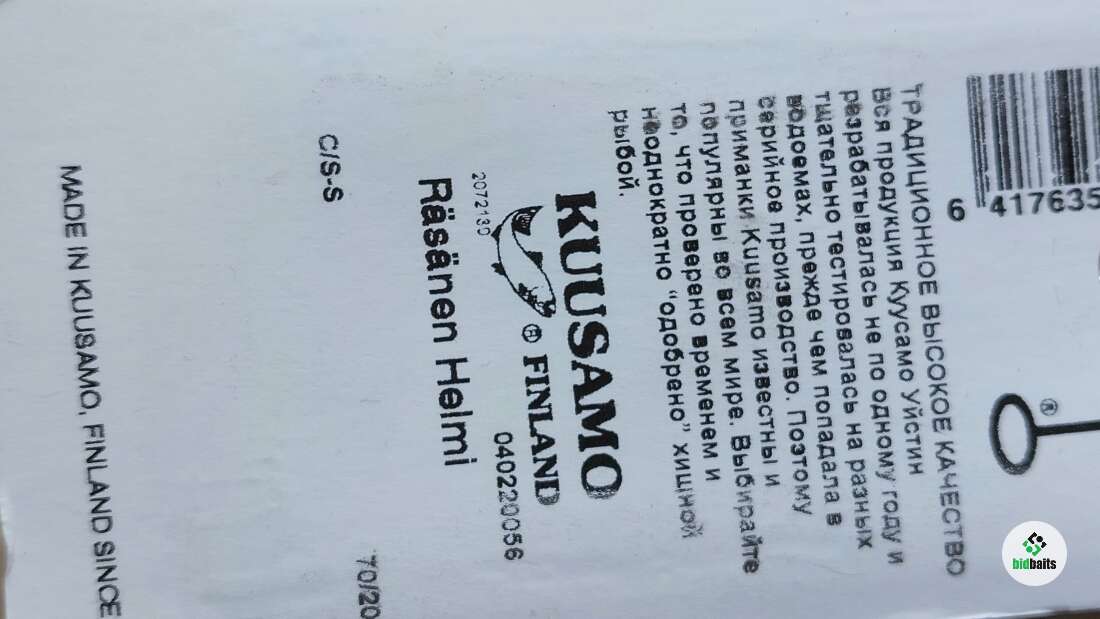 ТРАДИЦИОННОЕ ВЫСОКОЕ КАЧЕСТВО
Вся продукция Куусамо Уйстин
разрабатывалась не по одному году и
тщательно тестировалась на разных
водоемах, прежде чем попадала в
серийное производство. Поэтому
приманки Kuusamo известны и
популярны во всем мире. Выбирайте
то, что проверено временем и
неоднократно "одобрено" хищной
рыбой.
6 417635
®
KUUSAMO
FINLAND
2072130
040220056
Räsänen Helmi
C/S-S
70/20
MADE IN KUUSAMO, FINLAND SINCE
bidbaits